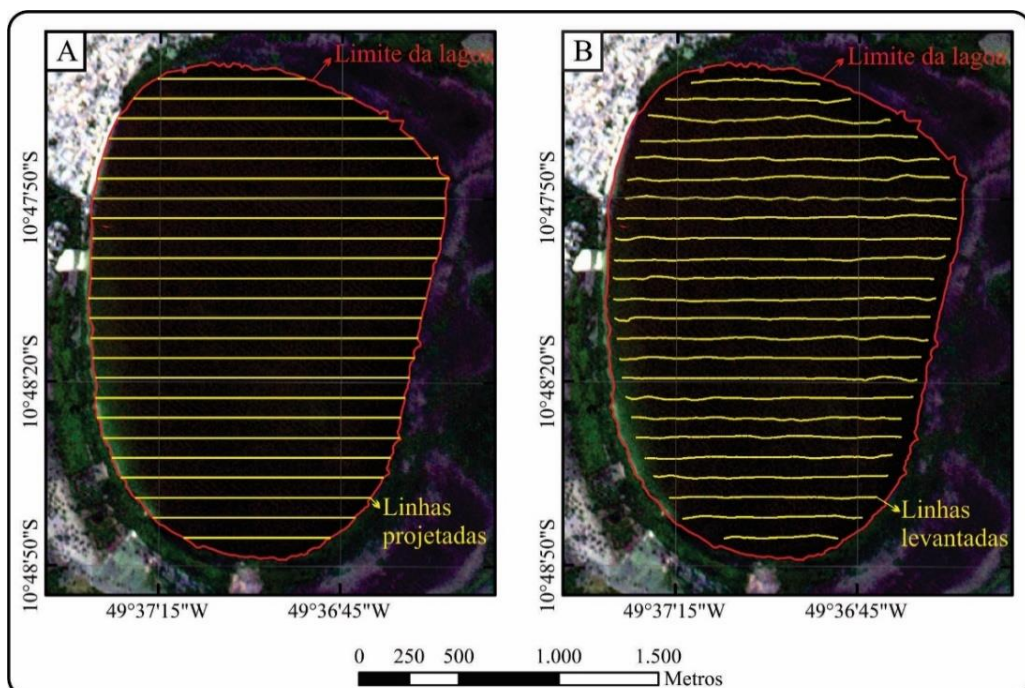 A
Limite da lagoa
10°47'50"S
10°48'20"S
10°48'50"S
Linhas
projetadas
49°37'15"W
49°36'45"W
B
Limite da lagoa
10°47'50"S
10°48'20"S
10°48'50"S
Linhas
levantadas
49°37'15"W
49°36'45"W
0 250 500 1.000 1.500
Metros